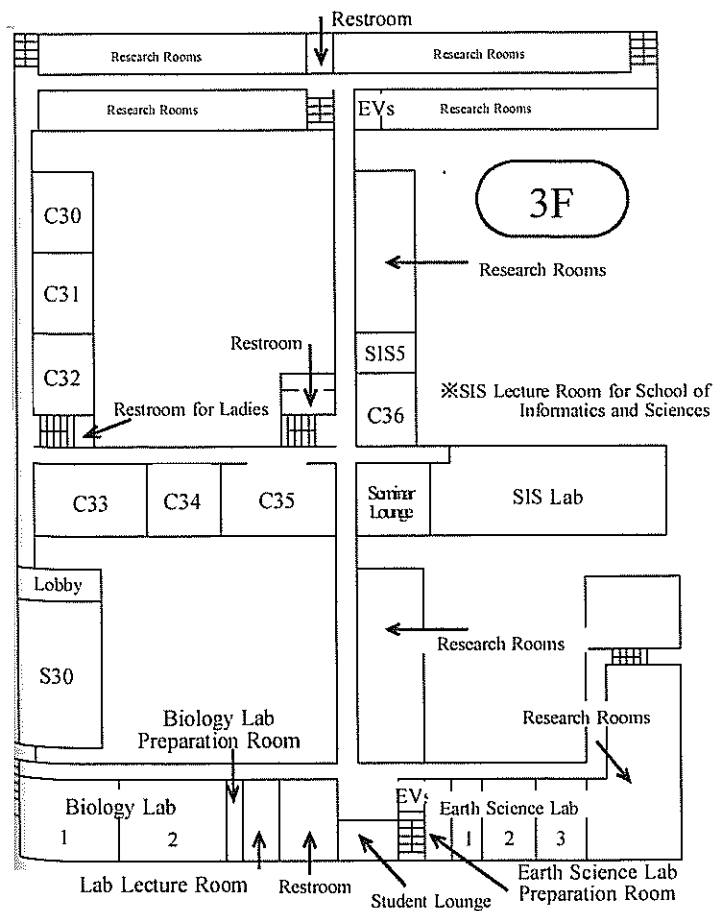 Restroom
Research Rooms
Research Rooms
Research Rooms
EVs
Research Rooms
3F
C30
C31
C32
Research Rooms
Restroom
SIS5
Restroom for Ladies
C36
※SIS Lecture Room for School of
Informatics and Sciences
C33
C34
C35
Seminar
Lounge
SIS Lab
Lobby
S30
Research Rooms
Biology Lab
Preparation Room
Research Rooms
Biology Lab
1
2
EVs
Earth Science Lab
1
2
3
Lab Lecture Room
Restroom
Student Lounge
Earth Science Lab
Preparation Room